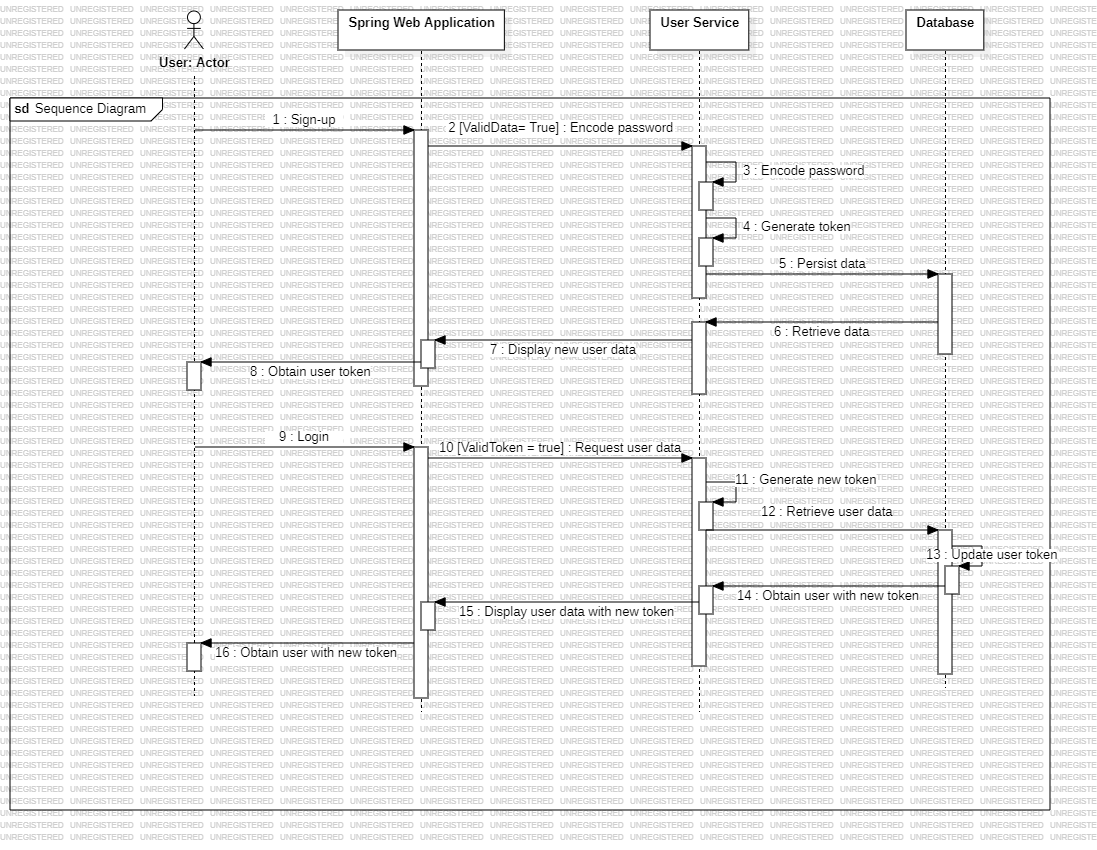 Spring Web Application
User Service
Database
User: Actor
sd Sequence Diagram
1 : Sign-up
2 [ValidData= True] : Encode password
3 : Encode password
4 : Generate token
5 : Persist data
6 : Retrieve data
7 : Display new user data
8 : Obtain user token
9 : Login
10 [ValidToken = true] : Request user data
11 : Generate new token
12 : Retrieve user data
13 : Update user token
14 : Obtain user with new token
15 : Display user data with new token
16 : Obtain user with new token
UNREGISTERED